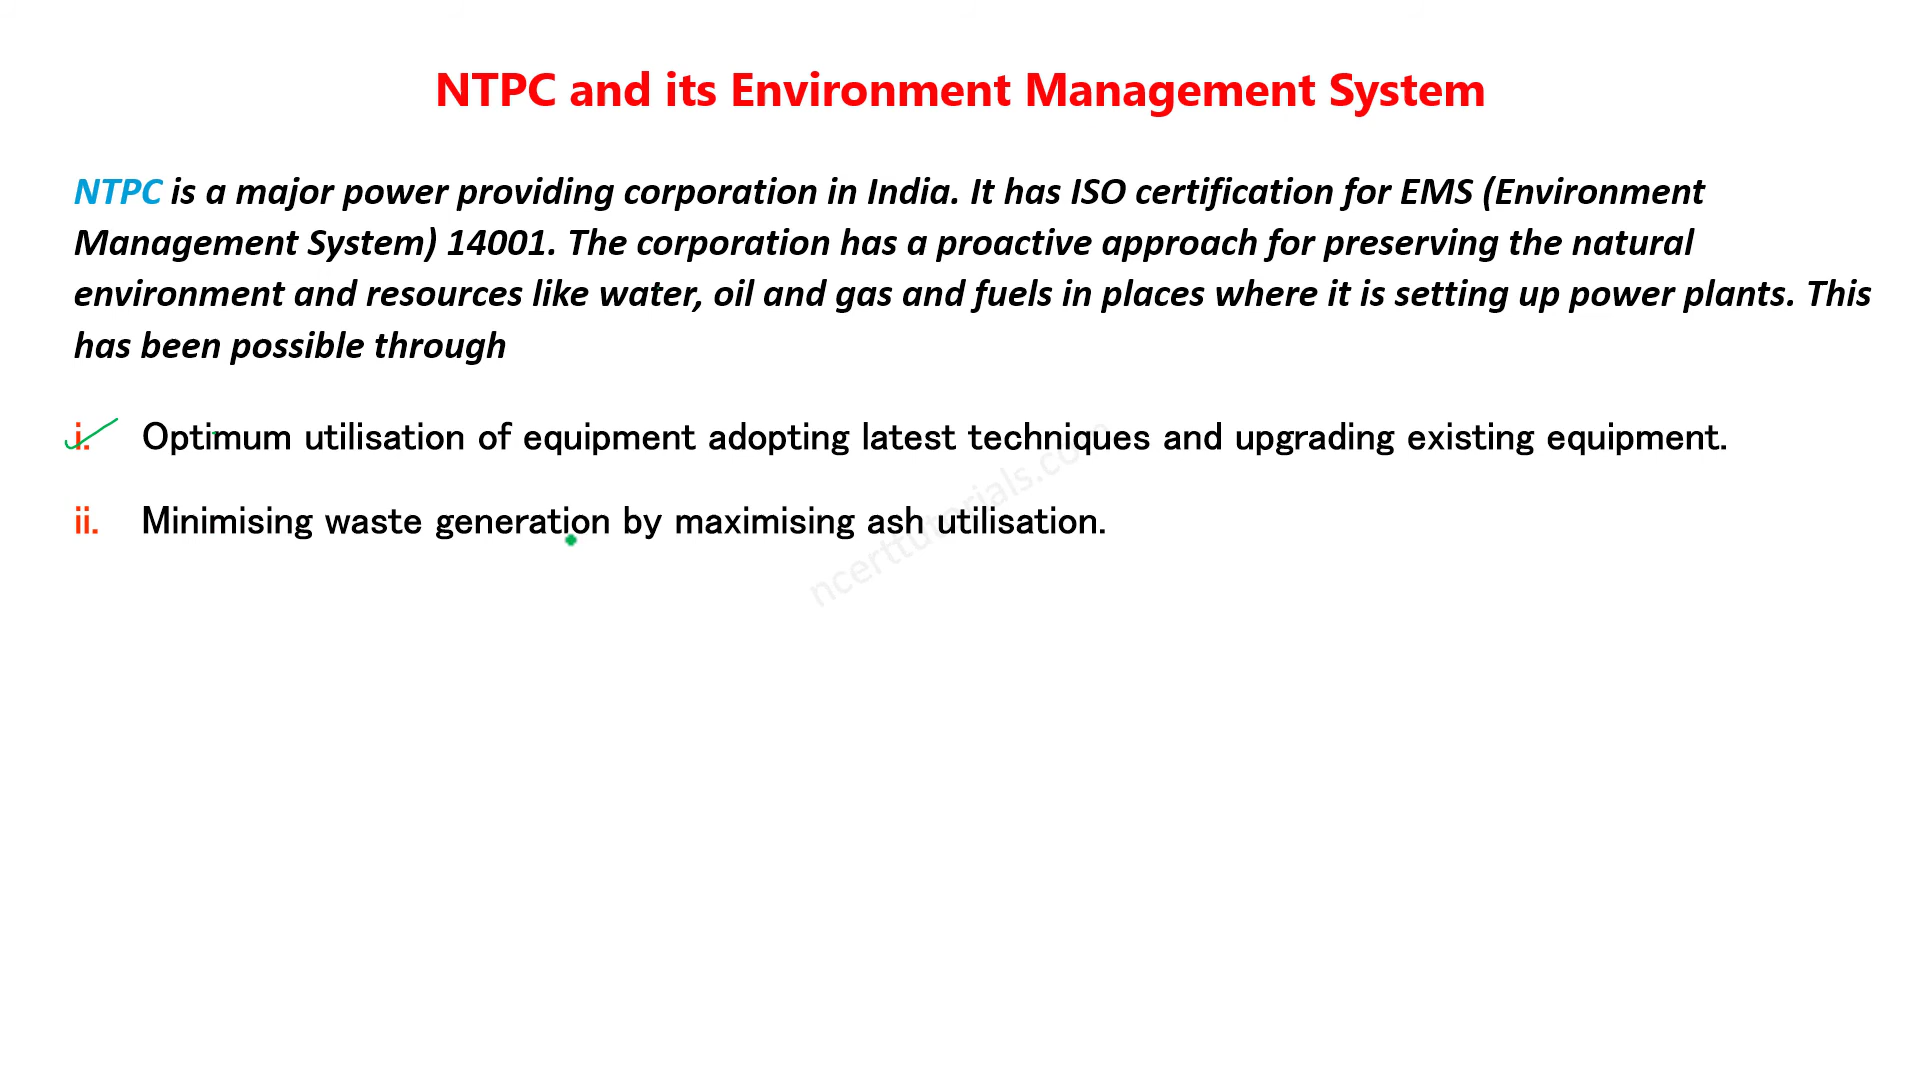 NTPC and its Environment Management System
NTPC is a major power providing corporation in India. It has ISO certification for EMS (Environment
Management System) 14001. The corporation has a proactive approach for preserving the natural
environment and resources like water, oil and gas and fuels in places where it is setting up power plants. This
has been possible through
i. Optimum utilisation of equipment adopting latest techniques and upgrading existing equipment.
ii. Minimising waste generation by maximising ash utilisation.
ncerttutorials.com